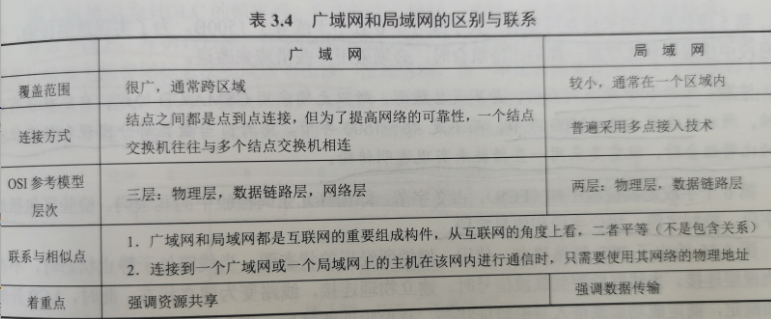 表 3.4 广域网和局域网的区别与联系
广 域 网 局 域 网
覆盖范围 很广，通常跨区域 较小，通常在一个区域内
连接方式 结点之间都是点到点连接，但为了提高网络的可靠性，一个结点 普遍采用多点接入技术
交换机往往与多个结点交换机相连
OSI 参考模型
层次 三层：物理层，数据链路层，网络层 两层：物理层，数据链路层
联系与相似点 1．广域网和局域网都是互联网的重要组成构件，从互联网的角度上看，二者平等（不是包含关系）
2．连接到一个广域网或一个局域网上的主机在该网内进行通信时，只需要使用其网络的物理地址
着重点 强调资源共享 强调数据传输